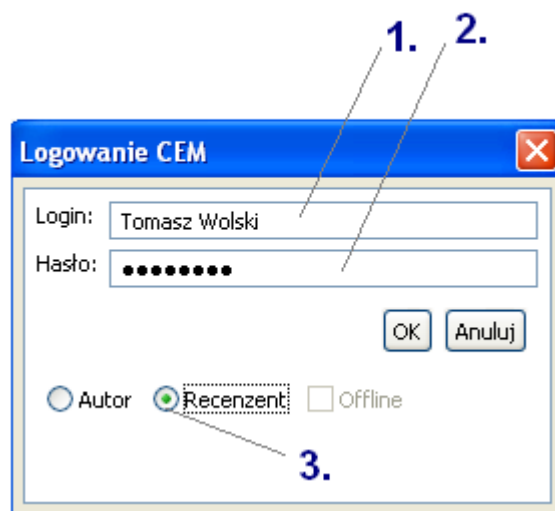 1. 2.
Logowanie CEM
Login: Tomasz Wolski
Hasło: ●●●●●●●●
OK Anuluj
Autor Recenzent Offline
3.